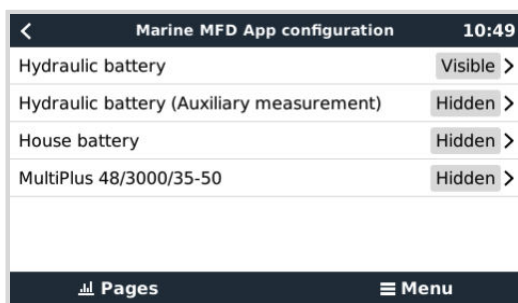 Marine MFD App configuration 10:49
Hydraulic battery Visible
Hydraulic battery (Auxiliary measurement) Hidden
House battery Hidden
MultiPlus 48/3000/35-50 Hidden
Pages Menu